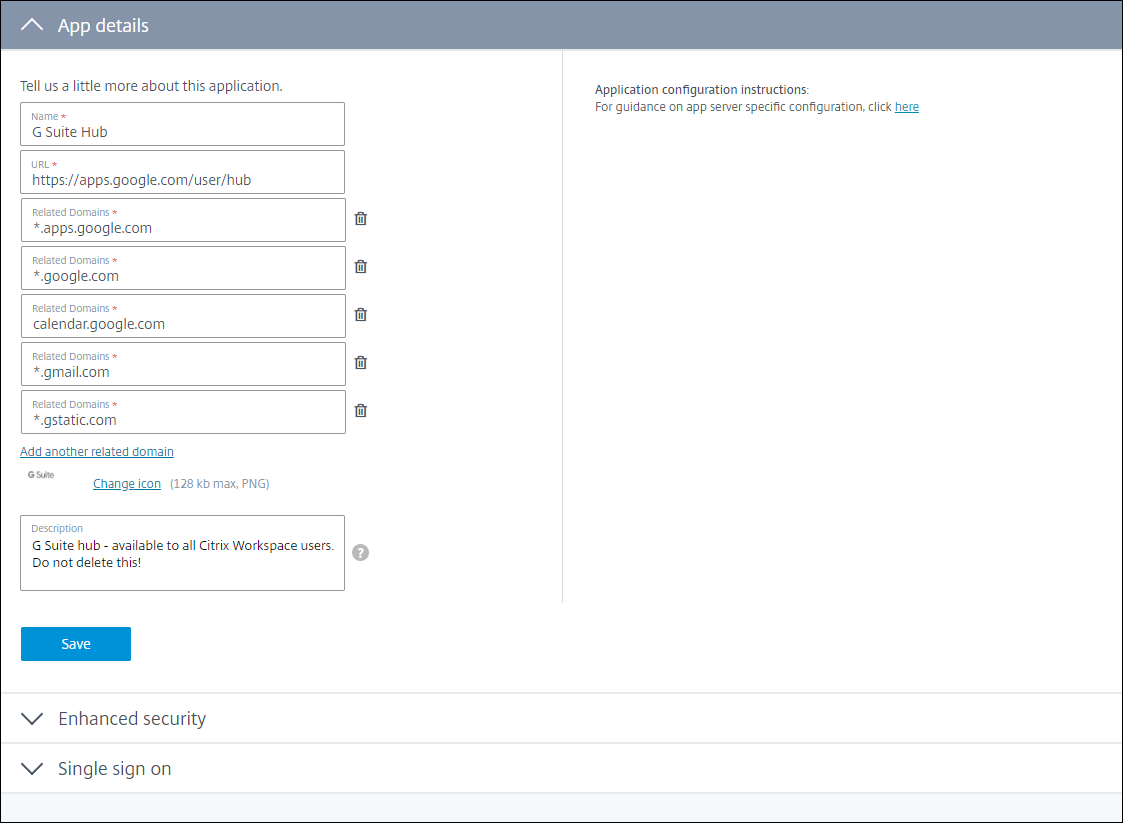 App details
Tell us a little more about this application.
Name *
G Suite Hub
URL *
https://apps.google.com/user/hub
Related Domains *
*.apps.google.com
Related Domains *
*.google.com
Related Domains *
calendar.google.com
Related Domains *
*.gmail.com
Related Domains *
*.gstatic.com
Add another related domain
G Suite
Change icon (128 kb max, PNG)
Description
G Suite hub - available to all Citrix Workspace users.
Do not delete this!
?
Save
Application configuration instructions:
For guidance on app server specific configuration, click here
Enhanced security
Single sign on